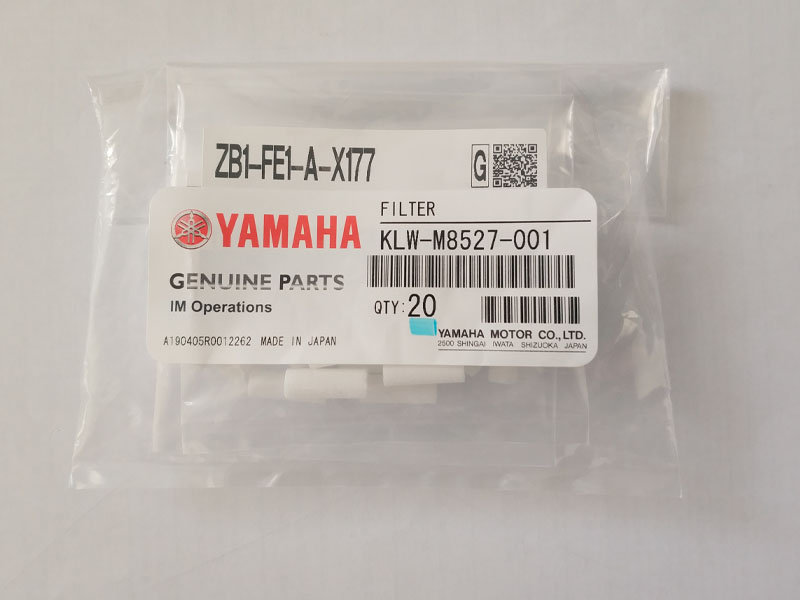 ZB1-FE1-A-X177
G
YAMAHA
GENUINE PARTS
IM Operations
A190405R0012262 MADE IN JAPAN
FILTER
KLW-M8527-001
QTY:20
YAMAHA MOTOR CO.,LTD.
2500 SHINGAI IWATA SHIZUOKA JAPAN